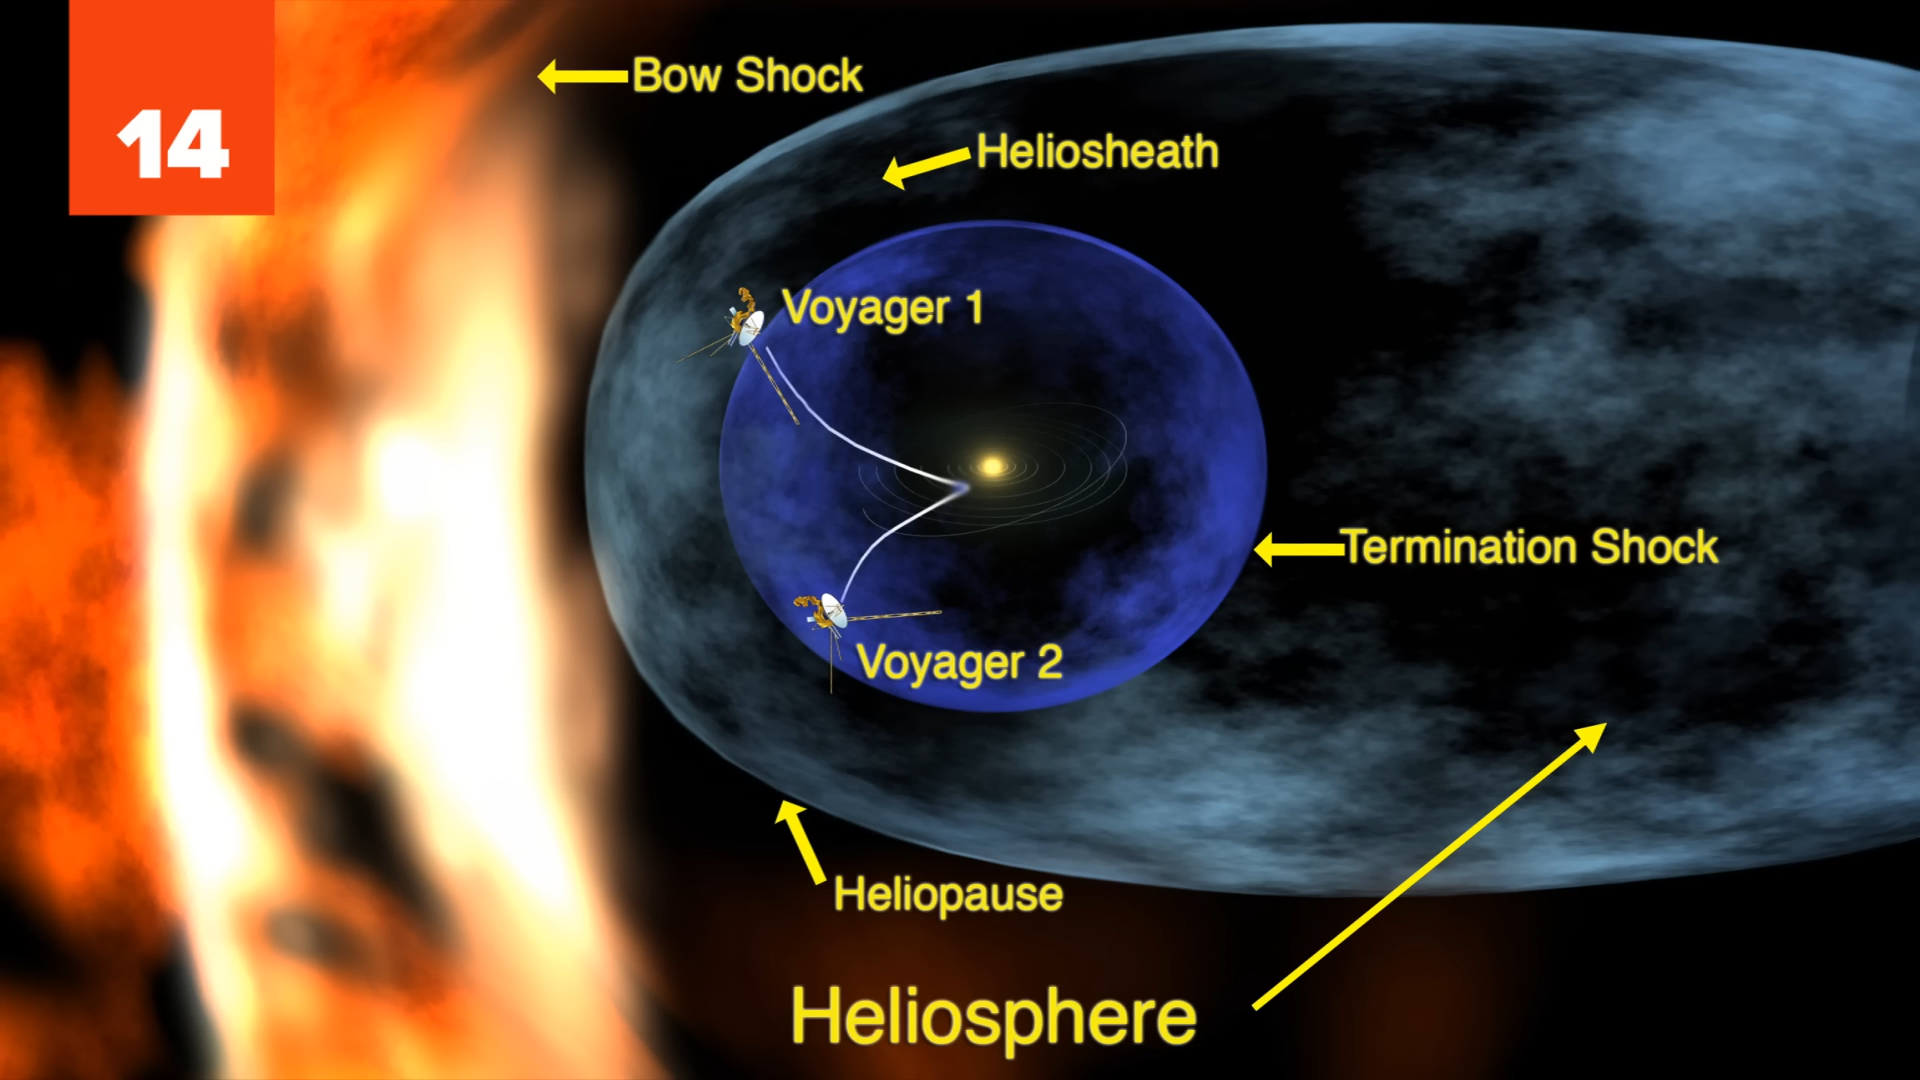 14
Bow Shock
Heliosheath
Voyager 1
Termination Shock
Voyager 2
Heliopause
Heliosphere